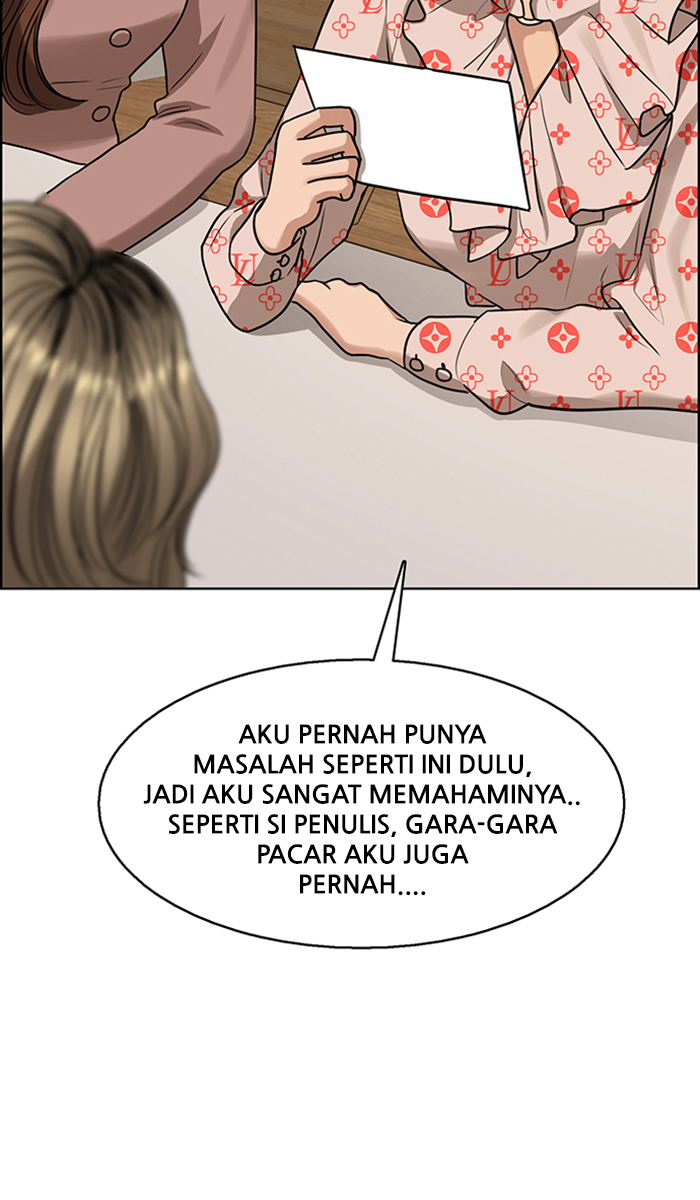 AKU PERNAH PUNYA
MASALAH SEPERTI INI DULU,
JADI AKU SANGAT MEMAHAMINYA..
SEPERTI SI PENULIS, GARA-GARA
PACAR AKU JUGA
PERNAH....